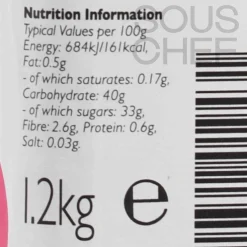 SOUS
CHEF
Nutrition Information
Typical Values per 100g
Energy: 684kJ/161kcal,
Fat:0.5g
- of which saturates: 0.17g,
Carbohydrate: 40g
- of which sugars: 33g,
Fibre: 2.6g, Protein: 0.6g,
Salt: 0.03g.
1.2kg e